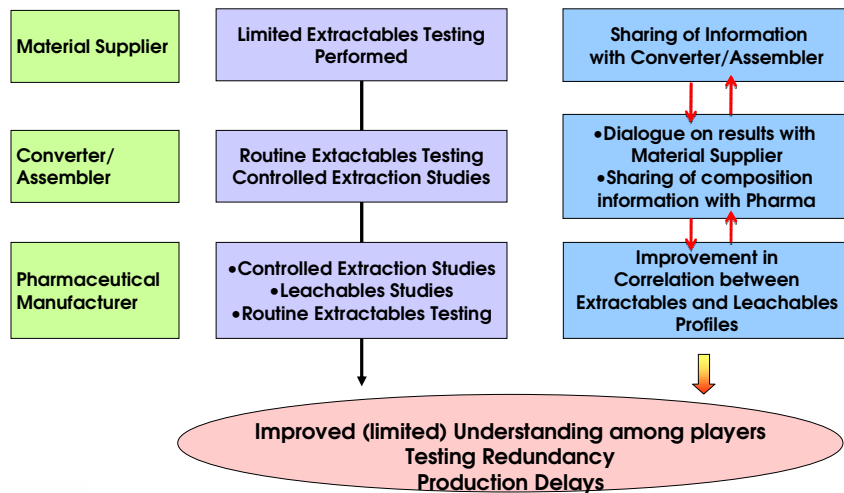 Material Supplier
Limited Extractables Testing
Performed
Sharing of Information
with Converter/Assembler
Converter/
Assembler
Routine Extactables Testing
Controlled Extraction Studies
•Dialogue on results with
Material Supplier
•Sharing of composition
information with Pharma
Pharmaceutical
Manufacturer
•Controlled Extraction Studies
•Leachables Studies
•Routine Extractables Testing
Improvement in
Correlation between
Extractables and Leachables
Profiles
Improved (limited) Understanding among players
Testing Redundancy
Production Delays